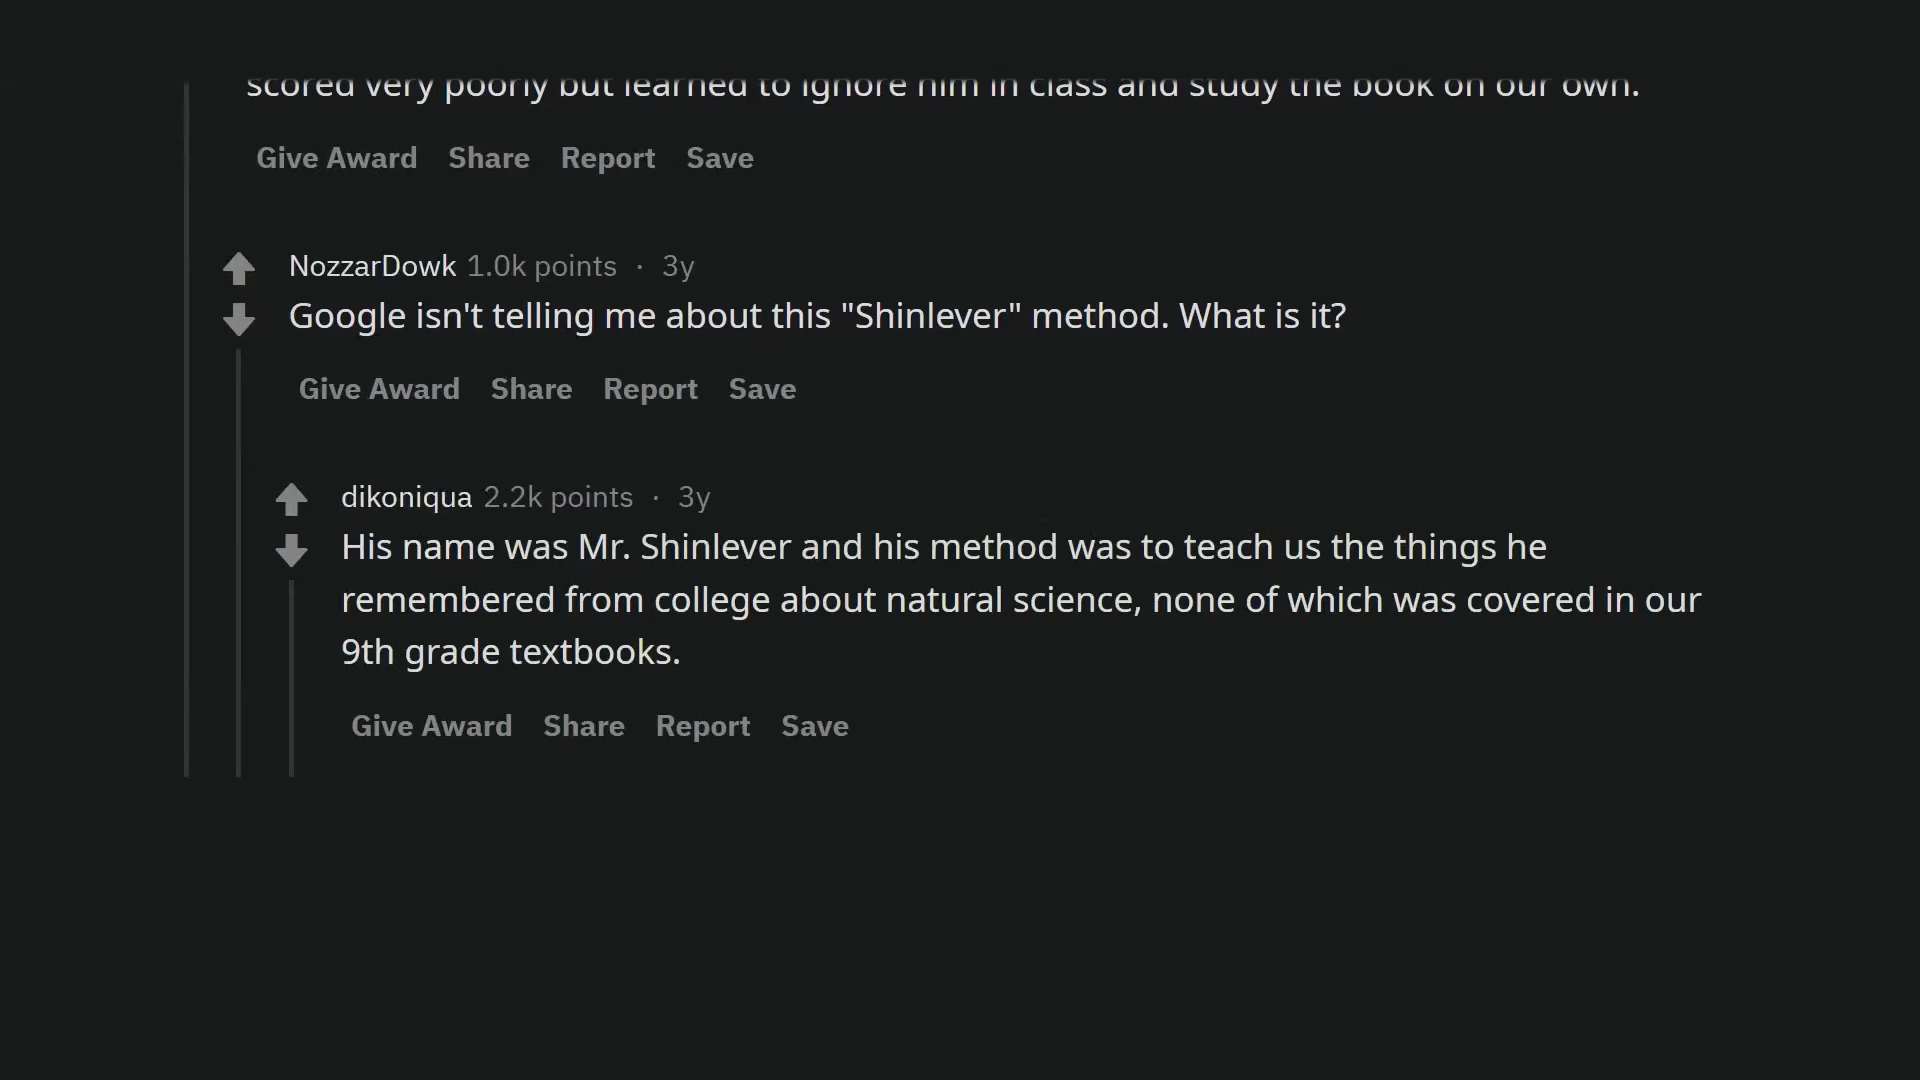 scored very poorly but learned to ignore him in class and study the book on our own.
Give Award Share Report Save
NozzarDowk 1.0k points · 3y
Google isn't telling me about this "Shinlever" method. What is it?
Give Award Share Report Save
dikoniqua 2.2k points · 3y
His name was Mr. Shinlever and his method was to teach us the things he
remembered from college about natural science, none of which was covered in our
9th grade textbooks.
Give Award Share Report Save